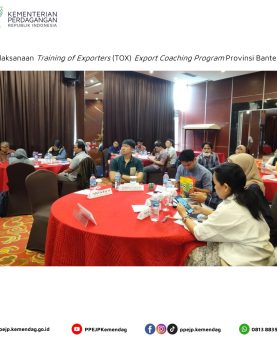 KEMENTERIAN
PERDAGANGAN
REPUBLIK INDONESIA
laksanaan Training of Exporters (TOX) Export Coaching Program Provinsi Bante
ppejp.kemendag.go.id
PPEJPKemendag
ppejp.kemendag
0813 8855